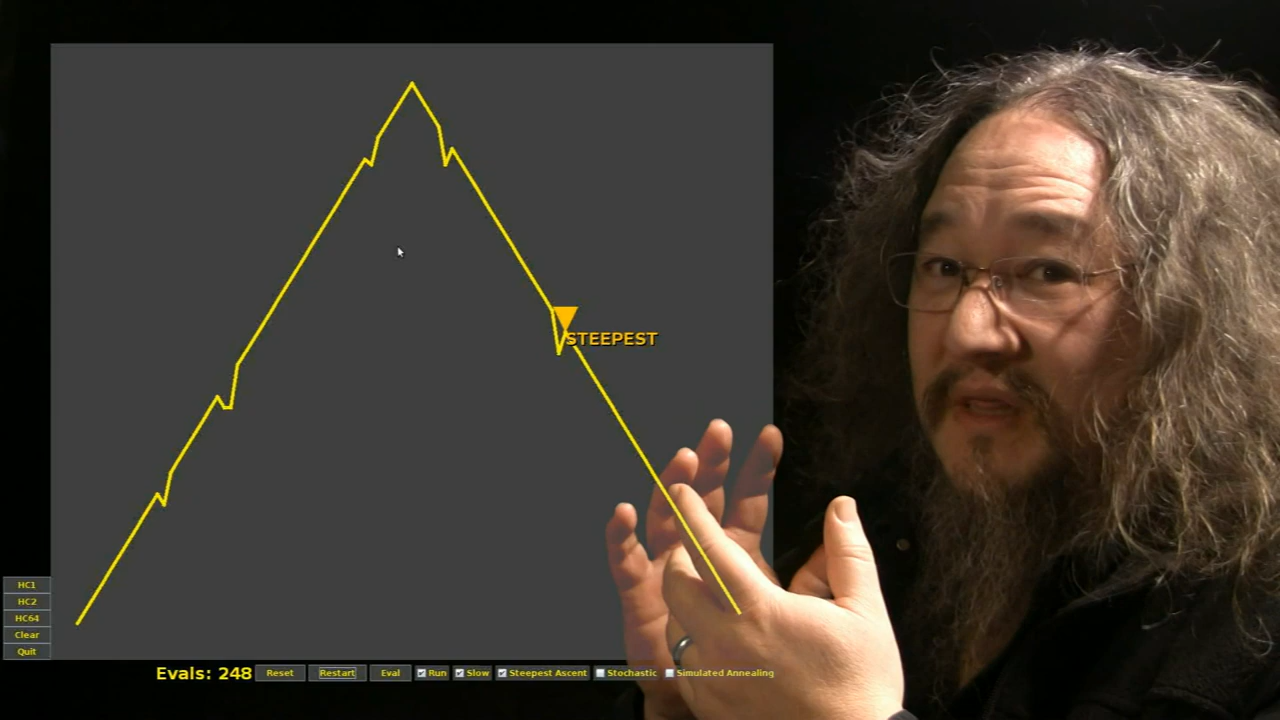 STEEPEST
HC1
HC2
HC64
Clear
Quit
Evals: 248 Reset Restart Eval Run Slow Steepest Ascent Stochastic Simulated Annealing